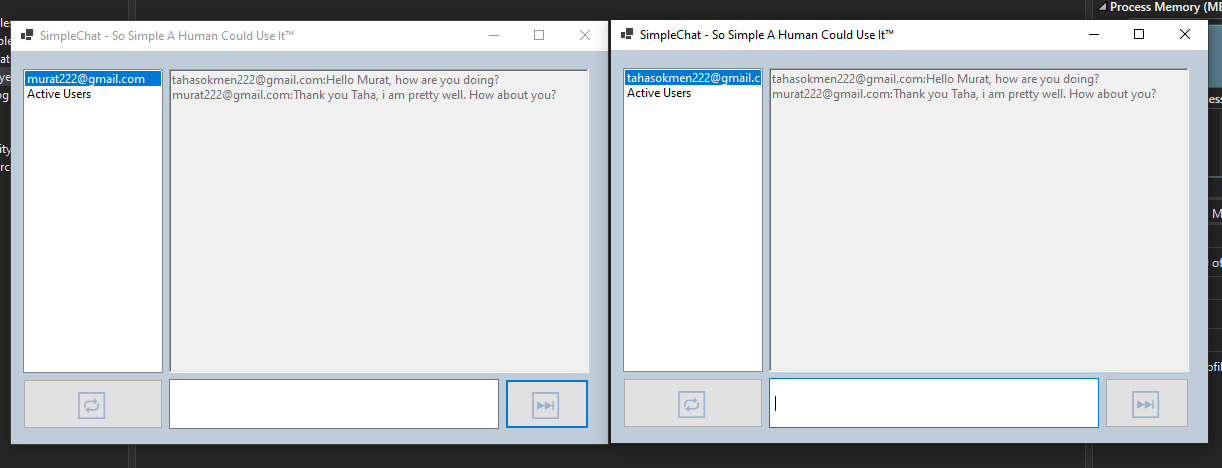 Process Memory (ME
SimpleChat - So Simple A Human Could Use It™
murat222@gmail.com
Active Users
tahasokmen222@gmail.com:Hello Murat, how are you doing?
murat222@gmail.com:Thank you Taha, i am pretty well. How about you?
SimpleChat - So Simple A Human Could Use It™
tahasokmen222@gmail.c
Active Users
tahasokmen222@gmail.com:Hello Murat, how are you doing?
murat222@gmail.com:Thank you Taha, i am pretty well. How about you?